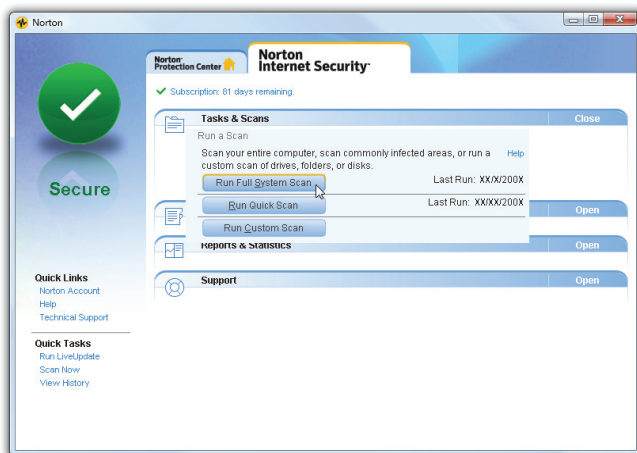 Norton
Norton
Protection Center
Norton
Internet Security
Subscription: 81 days remaining.
Tasks & Scans Close
Run a Scan
Scan your entire computer, scan commonly infected areas, or run a Help
custom scan of drives, folders, or disks.
Run Full System Scan Last Run: XX/X/200X
Run Quick Scan Last Run: XX/XX/200X
Open
Run Custom Scan
Reports & Statistics Open
Support Open
Secure
Quick Links
Norton Account
Help
Technical Support
Quick Tasks
Run LiveUpdate
Scan Now
View History